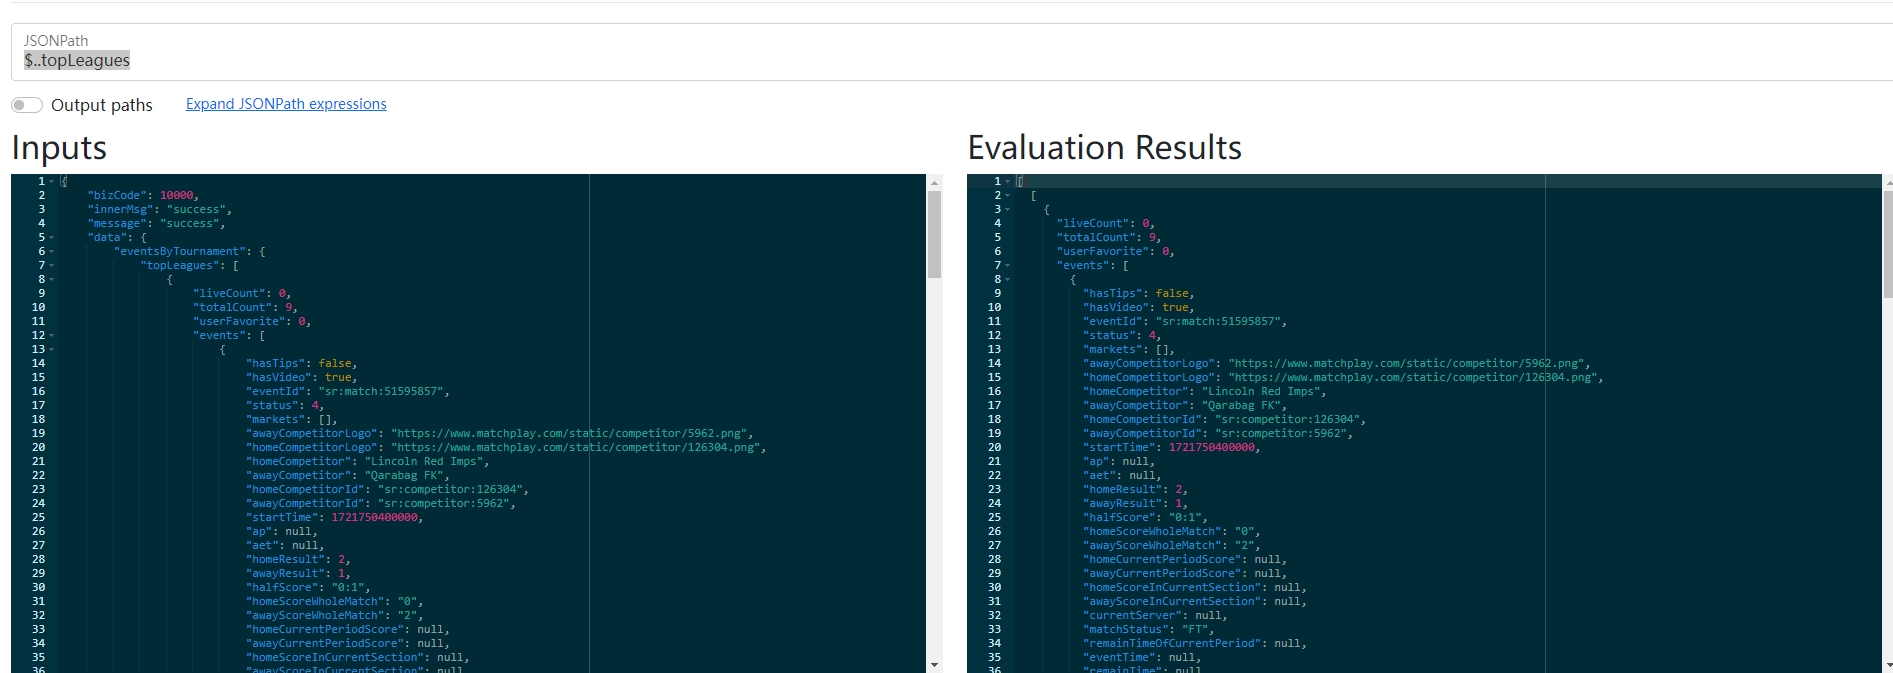 JSONPath
$..topLeagues
Output paths Expand JSONPath expressions
Inputs
1 {
2 "bizCode": 10000,
3 "innerMsg": "success",
4 "message": "success",
5 "data": {
6 "eventsByTournament": {
7 "topLeagues": [
8 {
9 "liveCount": 0,
10 "totalCount": 9,
11 "userFavorite": 0,
12 "events": [
13 {
14 "hasTips": false,
15 "hasVideo": true,
16 "eventId": "sr:match:51595857",
17 "status": 4,
18 "markets": [],
19 "awayCompetitorLogo": "https://www.matchplay.com/static/competitor/5962.png",
20 "homeCompetitorLogo": "https://www.matchplay.com/static/competitor/126304.png",
21 "homeCompetitor": "Lincoln Red Imps",
22 "awayCompetitor": "Qarabag FK",
23 "homeCompetitorId": "sr:competitor:126304",
24 "awayCompetitorId": "sr:competitor:5962",
25 "startTime": 1721750400000,
26 "ap": null,
27 "aet": null,
28 "homeResult": 2,
29 "awayResult": 1,
30 "halfScore": "0:1",
31 "homeScoreWholeMatch": "0",
32 "awayScoreWholeMatch": "2",
33 "homeCurrentPeriodScore": null,
34 "awayCurrentPeriodScore": null,
35 "homeScoreInCurrentSection": null,
36 "awayScoreInCurrentSection": null,
Evaluation Results
1 [
2 [
3 {
4 "liveCount": 0,
5 "totalCount": 9,
6 "userFavorite": 0,
7 "events": [
8 {
9 "hasTips": false,
10 "hasVideo": true,
11 "eventId": "sr:match:51595857",
12 "status": 4,
13 "markets": [],
14 "awayCompetitorLogo": "https://www.matchplay.com/static/competitor/5962.png",
15 "homeCompetitorLogo": "https://www.matchplay.com/static/competitor/126304.png",
16 "homeCompetitor": "Lincoln Red Imps",
17 "awayCompetitor": "Qarabag FK",
18 "homeCompetitorId": "sr:competitor:126304",
19 "awayCompetitorId": "sr:competitor:5962",
20 "startTime": 1721750400000,
21 "ap": null,
22 "aet": null,
23 "homeResult": 2,
24 "awayResult": 1,
25 "halfScore": "0:1",
26 "homeScoreWholeMatch": "0",
27 "awayScoreWholeMatch": "2",
28 "homeCurrentPeriodScore": null,
29 "awayCurrentPeriodScore": null,
30 "homeScoreInCurrentSection": null,
31 "awayScoreInCurrentSection": null,
32 "currentServer": null,
33 "matchStatus": "FT",
34 "remainTimeOfCurrentPeriod": null,
35 "eventTime": null,
36 "remainTime": null,